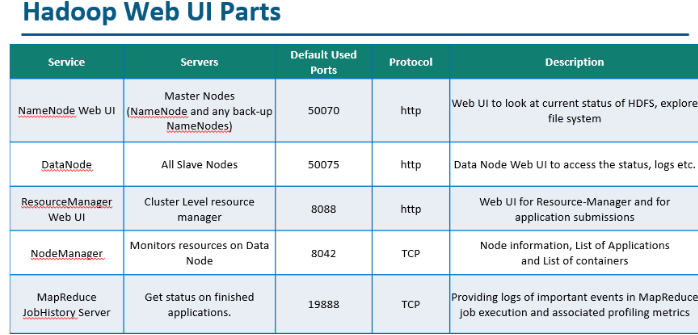 Hadoop Web UI Parts
Service Servers Default Used Ports Protocol Description
NameNode Web UI Master Nodes (NameNode and any back-up NameNodes) 50070 http Web UI to look at current status of HDFS, explore file system
DataNode All Slave Nodes 50075 http Data Node Web UI to access the status, logs etc.
ResourceManager Web UI Cluster Level resource manager 8088 http Web UI for Resource-Manager and for application submissions
NodeManager Monitors resources on Data Node 8042 TCP Node information, List of Applications and List of containers
MapReduce JobHistory Server Get status on finished applications. 19888 TCP Providing logs of important events in MapReduce job execution and associated profiling metrics